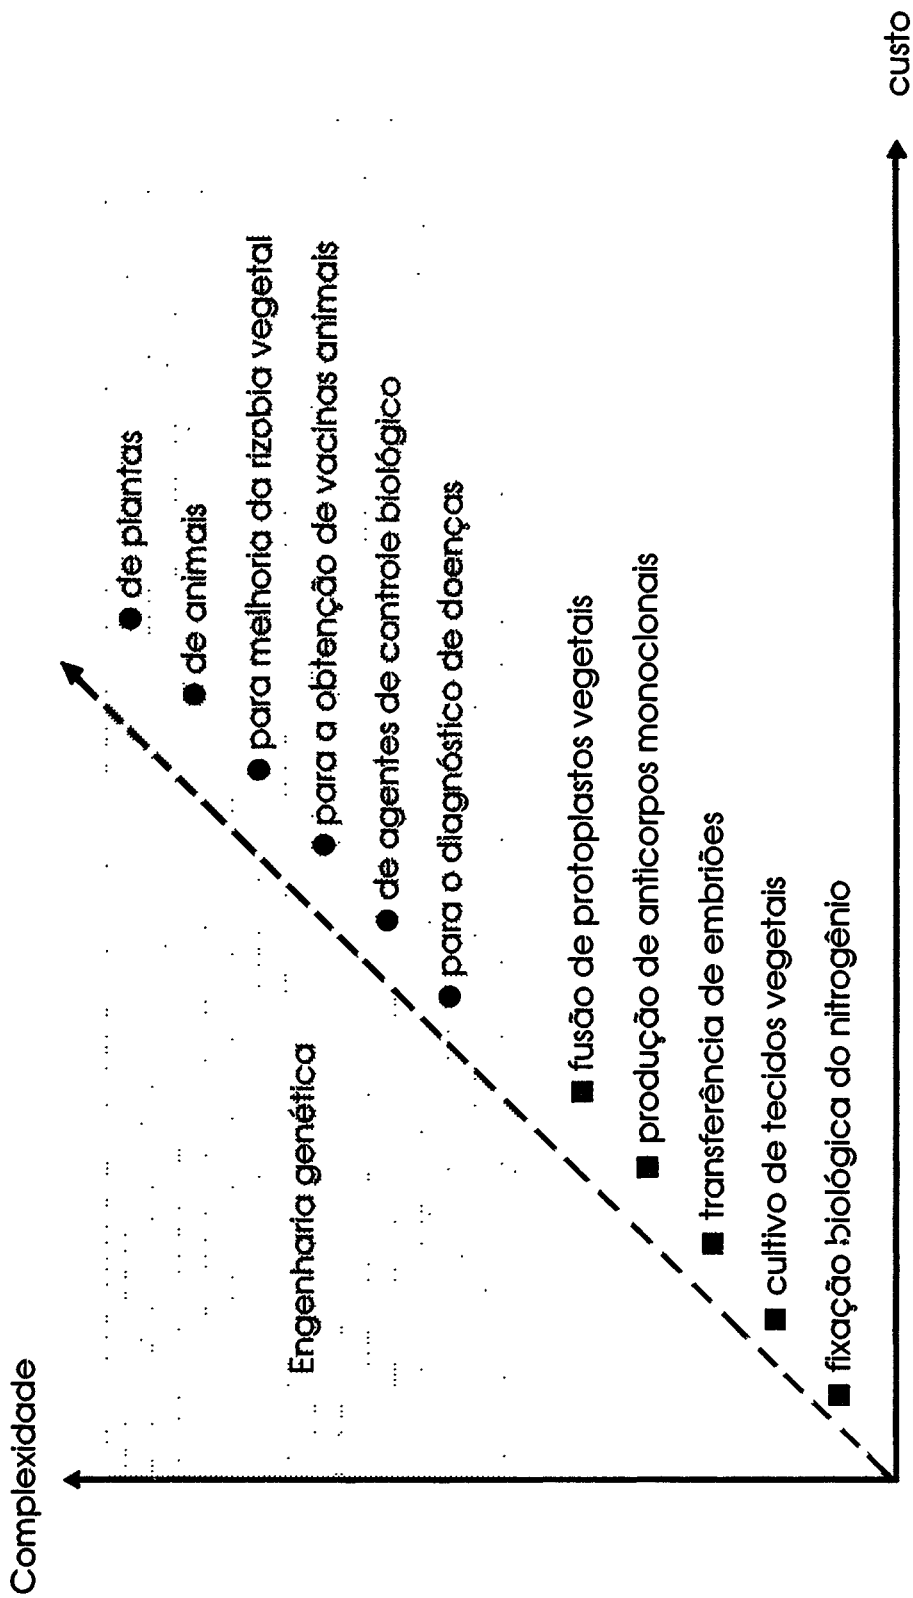 Complexidade
de plantas
de animais
para melhoria da rizobia vegetal
para a obtenção de vacinas animais
de agentes de controle biológico
para o diagnóstico de doenças
Engenharia genética
fusão de protoplastos vegetais
produção de anticorpos monoclonais
transferência de embriões
cultivo de tecidos vegetais
fixação biológica do nitrogênio
custo